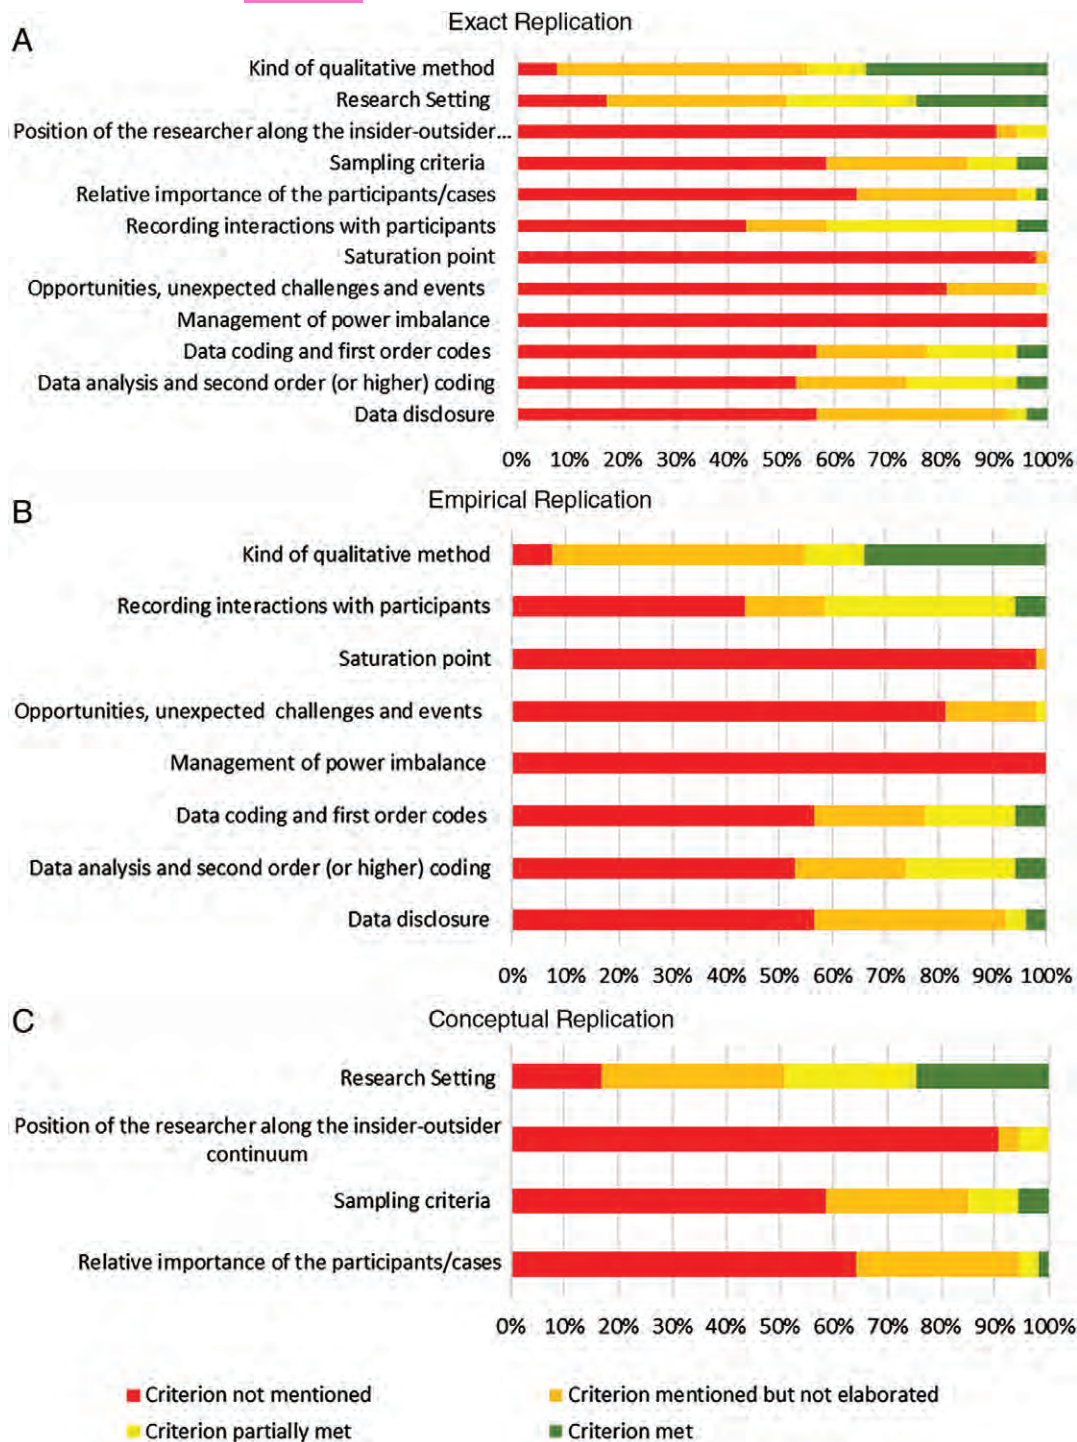 Exact Replication
A
Kind of qualitative method
Research Setting
Position of the researcher along the insider-outsider...
Sampling criteria
Relative importance of the participants/cases
Recording interactions with participants
Saturation point
Opportunities, unexpected challenges and events
Management of power imbalance
Data coding and first order codes
Data analysis and second order (or higher) coding
Data disclosure
0% 10% 20% 30% 40% 50% 60% 70% 80% 90% 100%
B
Empirical Replication
Kind of qualitative method
Recording interactions with participants
Saturation point
Opportunities, unexpected challenges and events
Management of power imbalance
Data coding and first order codes
Data analysis and second order (or higher) coding
Data disclosure
0% 10% 20% 30% 40% 50% 60% 70% 80% 90% 100%
C
Conceptual Replication
Research Setting
Position of the researcher along the insider-outsider
continuum
Sampling criteria
Relative importance of the participants/cases
0% 10% 20% 30% 40% 50% 60% 70% 80% 90% 100%
Criterion not mentioned
Criterion mentioned but not elaborated
Criterion partially met
Criterion met